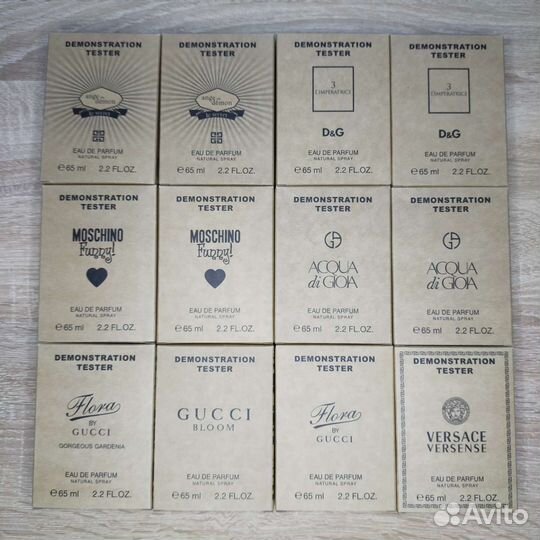 DEMONSTRATION
TESTER
ange ou
démon
le secret
EAU DE PARFUM
NATURAL SPRAY
℮ 65 ml 2.2 FL.OZ.
DEMONSTRATION
TESTER
ange ou
démon
le secret
EAU DE PARFUM
NATURAL SPRAY
℮ 65 ml 2.2 FL.OZ.
DEMONSTRATION
TESTER
3
L'IMPERATRICE
D&G
EAU DE PARFUM
NATURAL SPRAY
℮ 65 ml 2.2 FL.OZ.
DEMONSTRATION
TESTER
3
L'IMPERATRICE
D&G
EAU DE PARFUM
NATURAL SPRAY
℮ 65 ml 2.2 FL.OZ.
DEMONSTRATION
TESTER
MOSCHINO
Funny!
EAU DE PARFUM
NATURAL SPRAY
℮ 65 ml 2.2 FL.OZ.
DEMONSTRATION
TESTER
MOSCHINO
Funny!
EAU DE PARFUM
NATURAL SPRAY
℮ 65 ml 2.2 FL.OZ.
DEMONSTRATION
TESTER
ACQUA
di GIOIA
EAU DE PARFUM
NATURAL SPRAY
℮ 65 ml 2.2 FL.OZ.
DEMONSTRATION
TESTER
ACQUA
di GIOIA
EAU DE PARFUM
NATURAL SPRAY
℮ 65 ml 2.2 FL.OZ.
DEMONSTRATION
TESTER
Flora
BY
GUCCI
GORGEOUS GARDENIA
EAU DE PARFUM
NATURAL SPRAY
℮ 65 ml 2.2 FL.OZ.
DEMONSTRATION
TESTER
GUCCI
BLOOM
EAU DE PARFUM
NATURAL SPRAY
℮ 65 ml 2.2 FL.OZ.
DEMONSTRATION
TESTER
Flora
BY
GUCCI
EAU DE PARFUM
NATURAL SPRAY
℮ 65 ml 2.2 FL.OZ.
DEMONSTRATION
TESTER
VERSACE
VERSENSE
EAU DE PARFUM
NATURAL SPRAY
℮ 65 ml 2.2 FL.OZ.
Avito